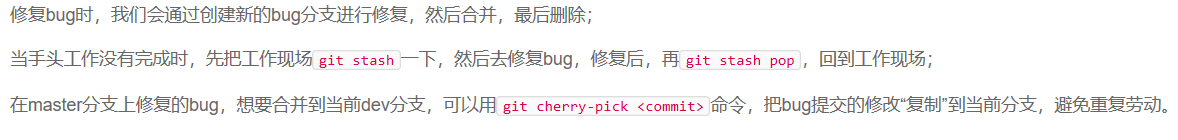 修复bug时，我们会通过创建新的bug分支进行修复，然后合并，最后删除；
当手头工作没有完成时，先把工作现场git stash一下，然后去修复bug，修复后，再git stash pop，回到工作现场；
在master分支上修复的bug，想要合并到当前dev分支，可以用git cherry-pick <commit>命令，把bug提交的修改“复制”到当前分支，避免重复劳动。